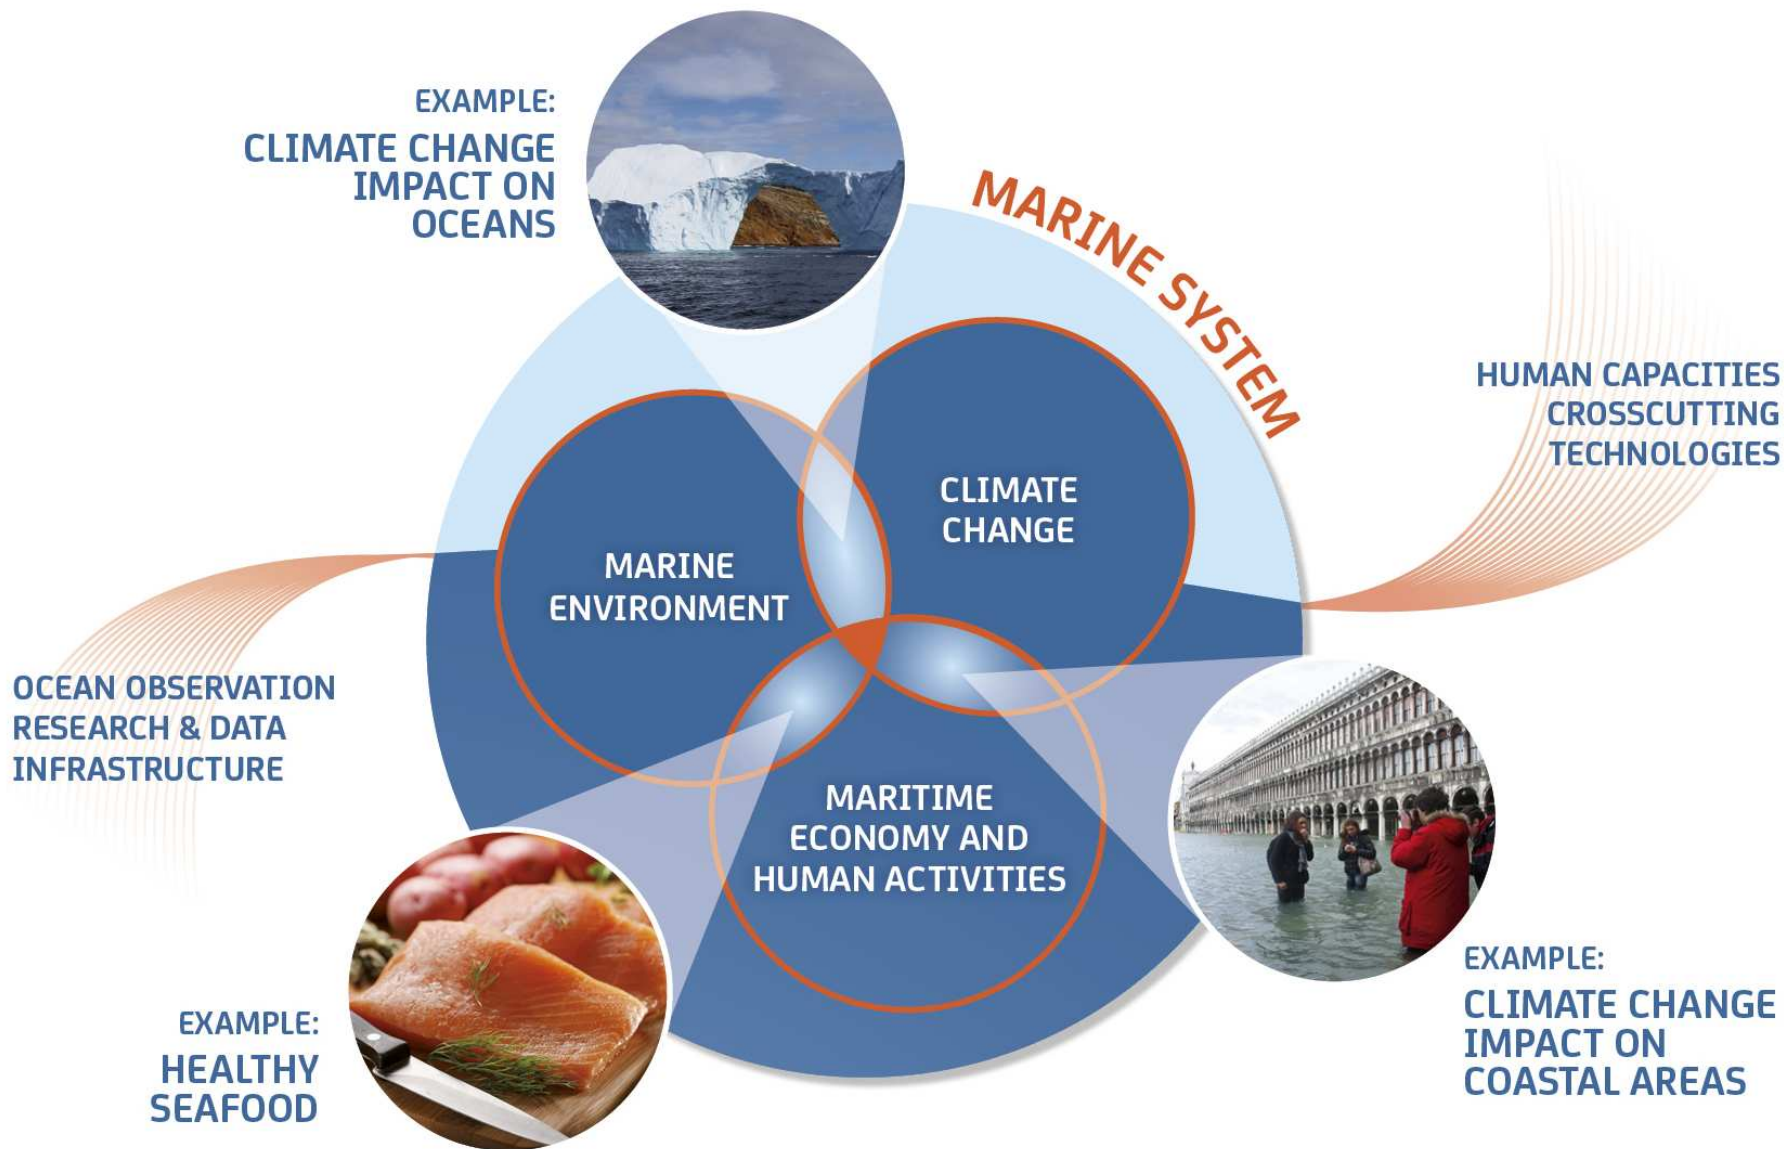 EXAMPLE:
CLIMATE CHANGE
IMPACT ON
OCEANS
MARINE SYSTEM
HUMAN CAPACITIES
CROSSCUTTING
TECHNOLOGIES
CLIMATE
CHANGE
MARINE
ENVIRONMENT
OCEAN OBSERVATION
RESEARCH & DATA
INFRASTRUCTURE
MARITIME
ECONOMY AND
HUMAN ACTIVITIES
EXAMPLE:
HEALTHY
SEAFOOD
EXAMPLE:
CLIMATE CHANGE
IMPACT ON
COASTAL AREAS